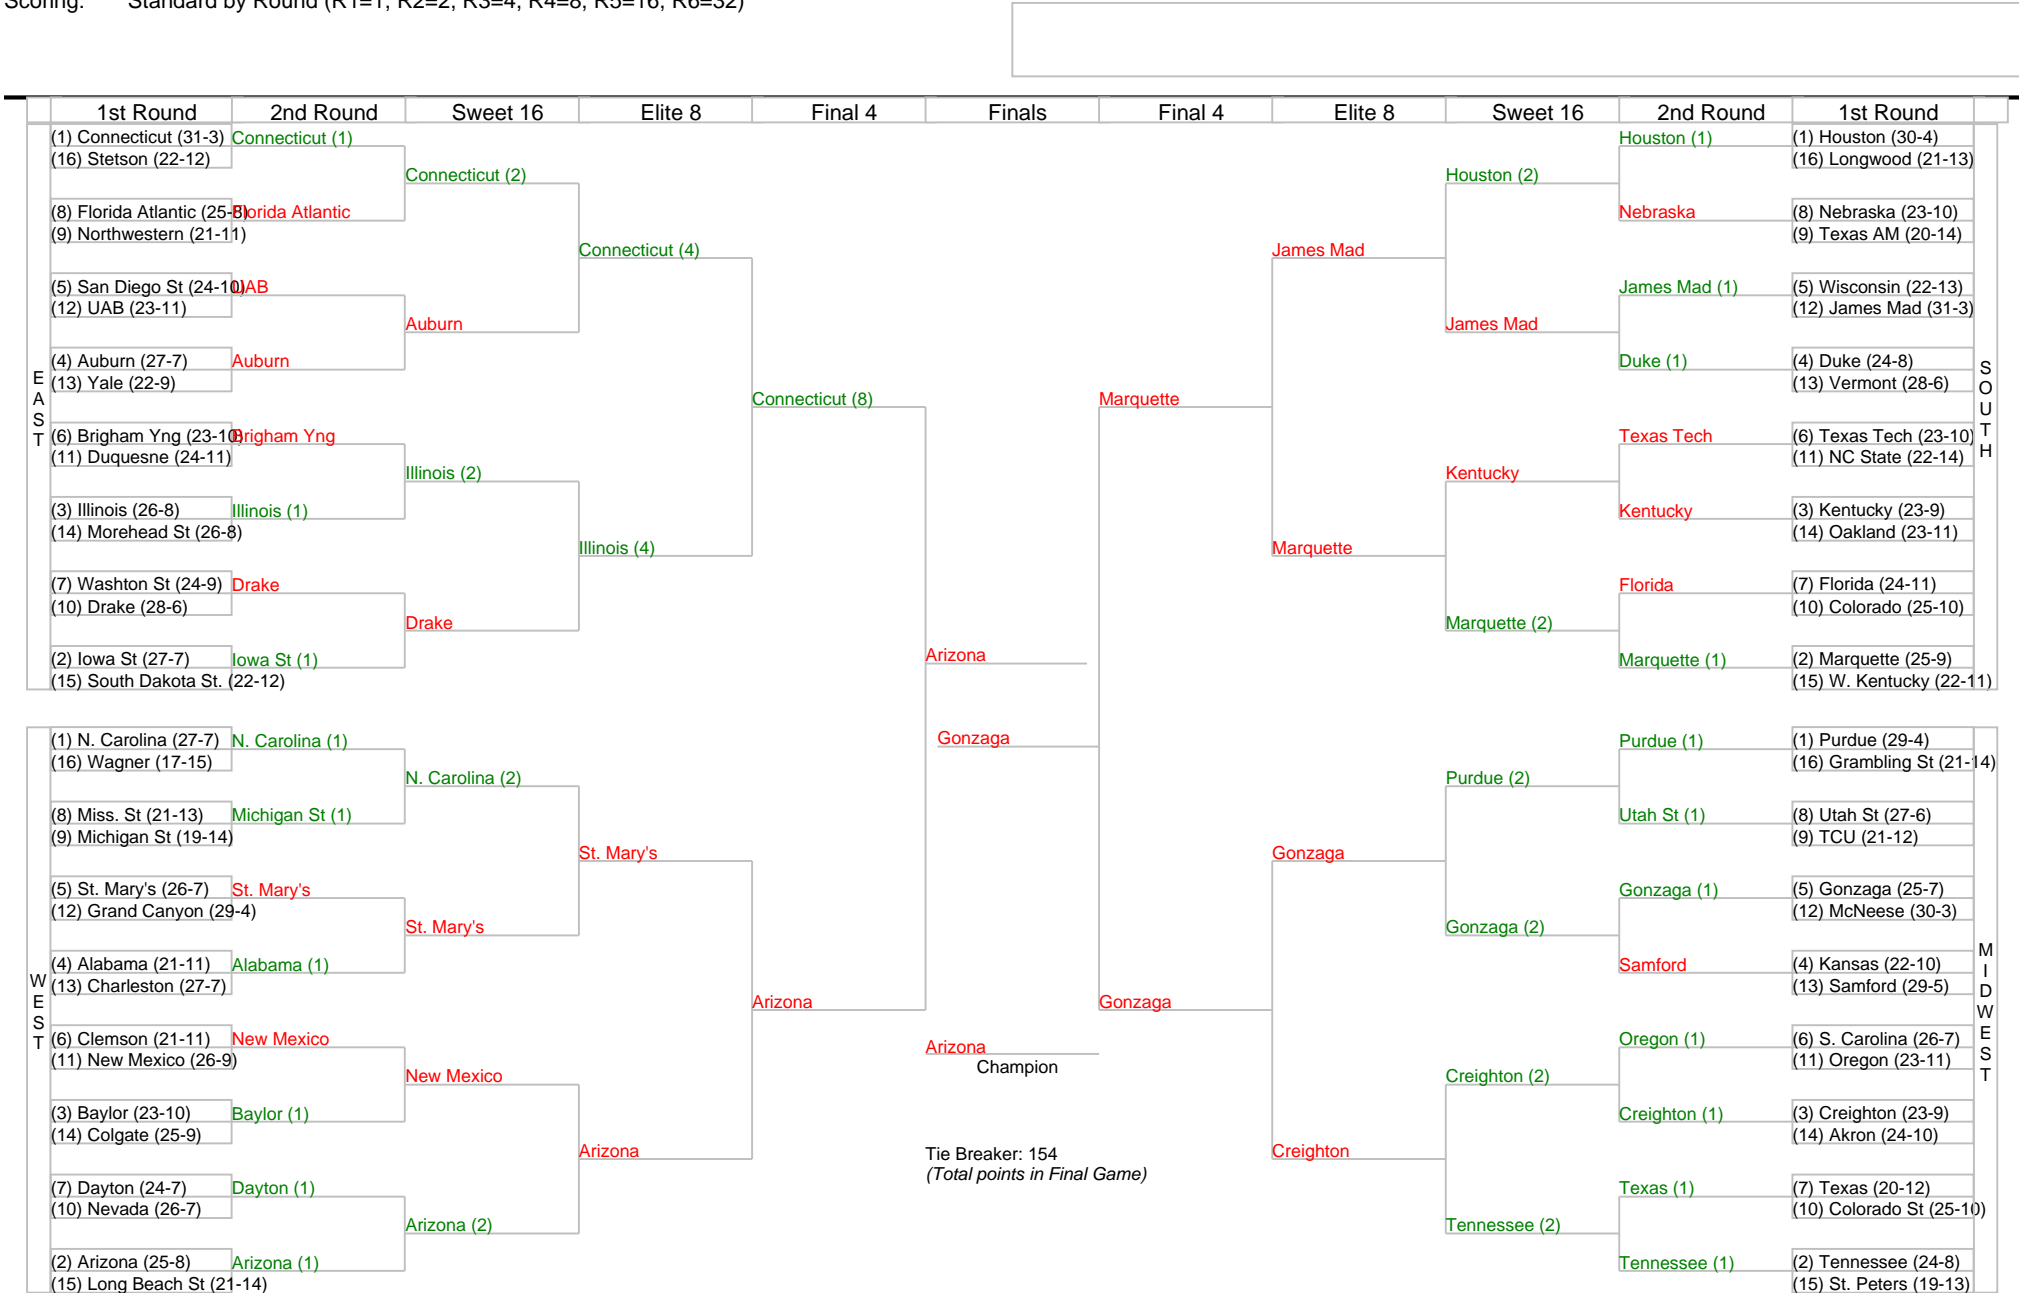 Scoring: Standard by Round (R1=1, R2=2, R3=4, R4=8, R5=16, R6=32)
1st Round 2nd Round Sweet 16 Elite 8 Final 4 Finals Final 4 Elite 8 Sweet 16 2nd Round 1st Round
EAST
(1) Connecticut (31-3)
(16) Stetson (22-12)
(8) Florida Atlantic (25-8)
(9) Northwestern (21-11)
(5) San Diego St (24-10)
(12) UAB (23-11)
(4) Auburn (27-7)
(13) Yale (22-9)
(6) Brigham Yng (23-10)
(11) Duquesne (24-11)
(3) Illinois (26-8)
(14) Morehead St (26-8)
(7) Washton St (24-9)
(10) Drake (28-6)
(2) Iowa St (27-7)
(15) South Dakota St. (22-12)
Connecticut (1)
Florida Atlantic
UAB
Auburn
Brigham Yng
Illinois (1)
Drake
Iowa St (1)
Connecticut (2)
Auburn
Illinois (2)
Drake
Connecticut (4)
Illinois (4)
Connecticut (8)
WEST
(1) N. Carolina (27-7)
(16) Wagner (17-15)
(8) Miss. St (21-13)
(9) Michigan St (19-14)
(5) St. Mary's (26-7)
(12) Grand Canyon (29-4)
(4) Alabama (21-11)
(13) Charleston (27-7)
(6) Clemson (21-11)
(11) New Mexico (26-9)
(3) Baylor (23-10)
(14) Colgate (25-9)
(7) Dayton (24-7)
(10) Nevada (26-7)
(2) Arizona (25-8)
(15) Long Beach St (21-14)
N. Carolina (1)
Michigan St (1)
St. Mary's
Alabama (1)
New Mexico
Baylor (1)
Dayton (1)
Arizona (1)
N. Carolina (2)
St. Mary's
New Mexico
Arizona (2)
St. Mary's
Arizona
Arizona
Arizona
Gonzaga
Arizona
Champion
Tie Breaker: 154
(Total points in Final Game)
Marquette
James Mad
Marquette
Houston (2)
James Mad
Kentucky
Marquette (2)
Houston (1)
Nebraska
James Mad (1)
Duke (1)
Texas Tech
Kentucky
Florida
Marquette (1)
(1) Houston (30-4)
(16) Longwood (21-13)
(8) Nebraska (23-10)
(9) Texas AM (20-14)
(5) Wisconsin (22-13)
(12) James Mad (31-3)
(4) Duke (24-8)
(13) Vermont (28-6)
(6) Texas Tech (23-10)
(11) NC State (22-14)
(3) Kentucky (23-9)
(14) Oakland (23-11)
(7) Florida (24-11)
(10) Colorado (25-10)
(2) Marquette (25-9)
(15) W. Kentucky (22-11)
SOUTH
Gonzaga
Gonzaga
Creighton
Purdue (2)
Gonzaga (2)
Creighton (2)
Tennessee (2)
Purdue (1)
Utah St (1)
Gonzaga (1)
Samford
Oregon (1)
Creighton (1)
Texas (1)
Tennessee (1)
(1) Purdue (29-4)
(16) Grambling St (21-14)
(8) Utah St (27-6)
(9) TCU (21-12)
(5) Gonzaga (25-7)
(12) McNeese (30-3)
(4) Kansas (22-10)
(13) Samford (29-5)
(6) S. Carolina (26-7)
(11) Oregon (23-11)
(3) Creighton (23-9)
(14) Akron (24-10)
(7) Texas (20-12)
(10) Colorado St (25-10)
(2) Tennessee (24-8)
(15) St. Peters (19-13)
MIDWEST